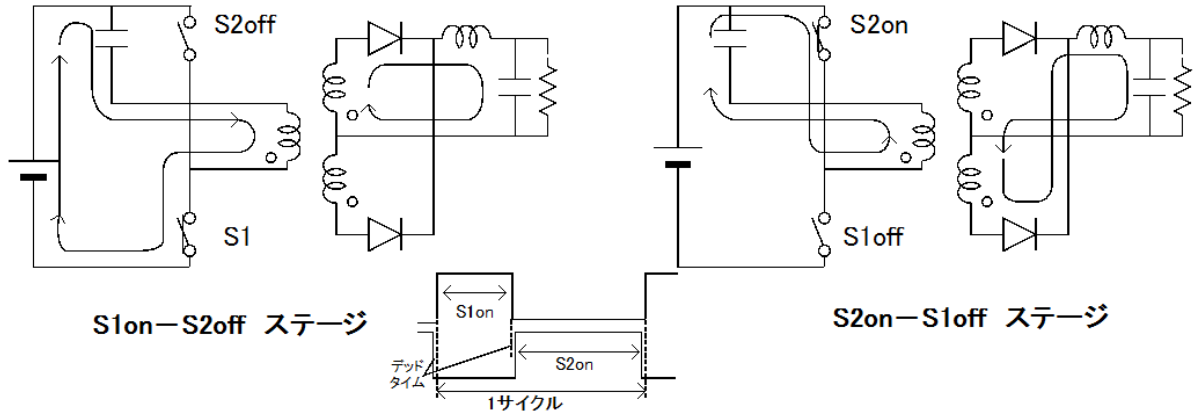 S2off
S1
S1on－S2off ステージ
S2on
S1off
S2on－S1off ステージ
S1on
S2on
デッド
タイム
1サイクル